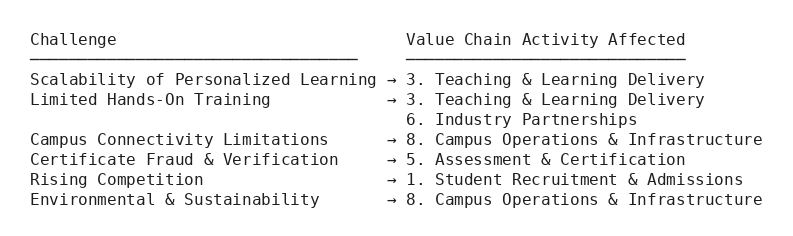 Challenge                             Value Chain Activity Affected
Scalability of Personalized Learning → 3. Teaching & Learning Delivery
Limited Hands-On Training            → 3. Teaching & Learning Delivery
                                       6. Industry Partnerships
Campus Connectivity Limitations      → 8. Campus Operations & Infrastructure
Certificate Fraud & Verification     → 5. Assessment & Certification
Rising Competition                   → 1. Student Recruitment & Admissions
Environmental & Sustainability       → 8. Campus Operations & Infrastructure